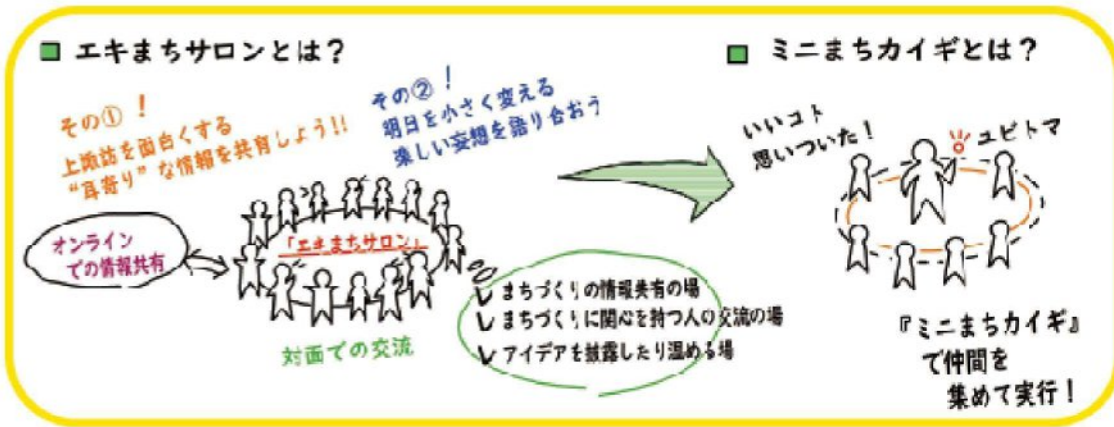 ■ エキまちサロンとは？
その①！
上諏訪を面白くする
“耳寄り”な情報を共有しよう!!
その②！
明日を小さく変える
楽しい妄想を語り合おう
オンライン
での情報共有
「エキまちサロン」
対面での交流
まちづくりの情報共有の場
まちづくりに関心を持つ人の交流の場
アイデアを披露したり温める場
■ ミニまちカイギとは？
いいコト
思いついた！
ユビトマ
『ミニまちカイギ』
で仲間を
集めて実行！